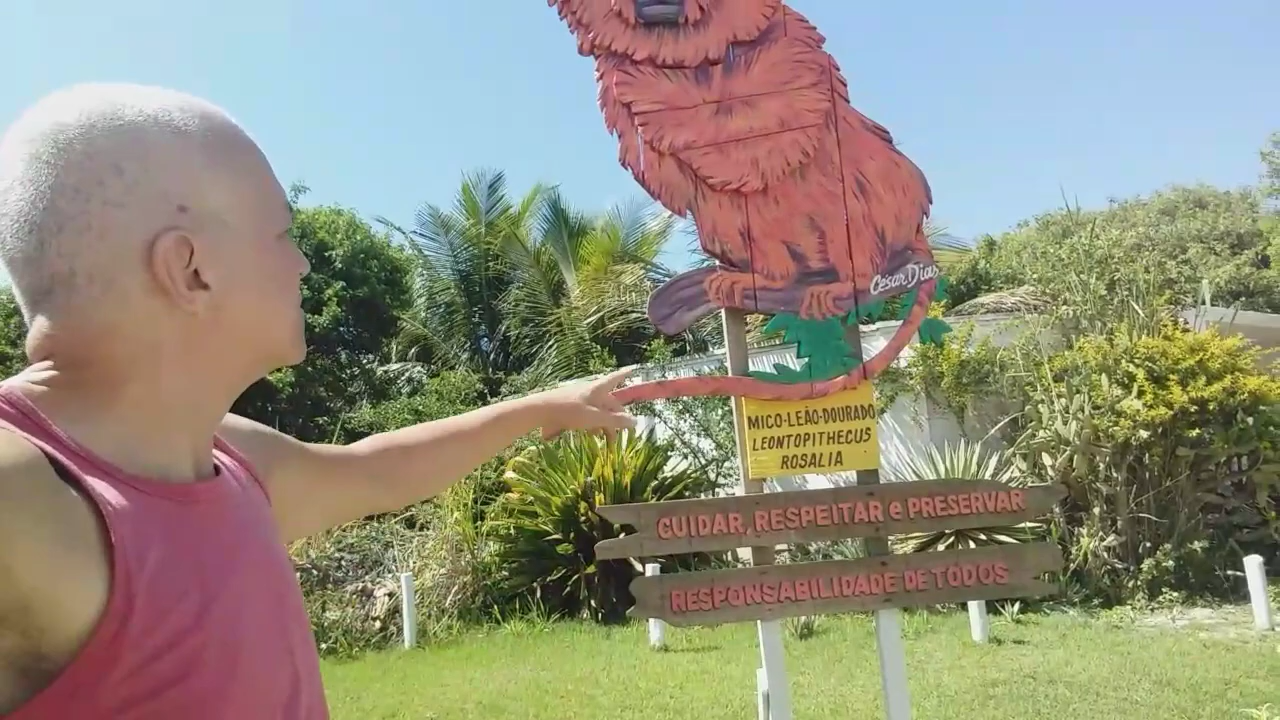 César Dias
MICO-LEÃO-DOURADO
LEONTOPITHECUS
ROSALIA
CUIDAR, RESPEITAR e PRESERVAR
RESPONSABILIDADE DE TODOS